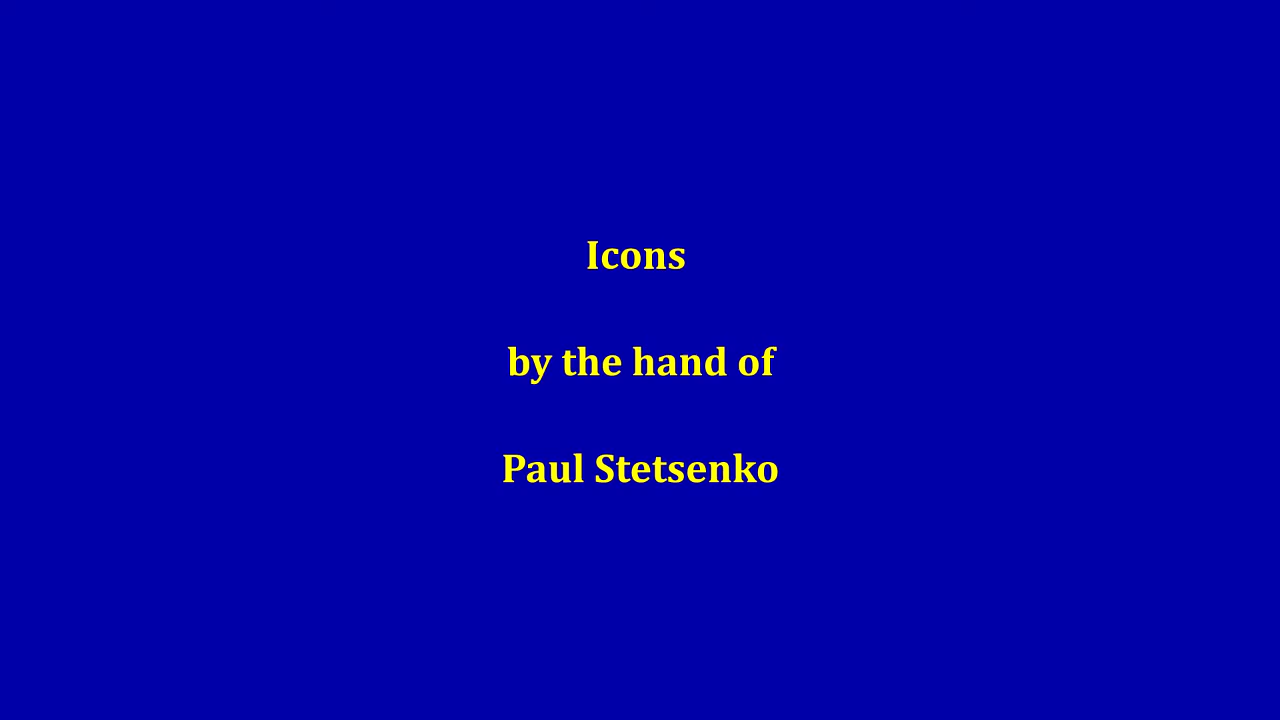 Icons
by the hand of
Paul Stetsenko